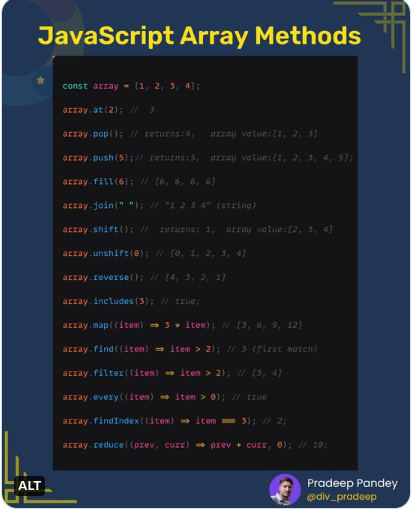 JavaScript Array Methods
const array = [1, 2, 3, 4];
array.at(2); // 3
array.pop(); // returns:4, array value:[1, 2, 3]
array.push(5);// returns:5, array value:[1, 2, 3, 4, 5];
array.fill(6); // [6, 6, 6, 6]
array.join(" "); // "1 2 3 4" (string)
array.shift(); // returns: 1, array value:[2, 3, 4]
array.unshift(0); // [0, 1, 2, 3, 4]
array.reverse(); // [4, 3, 2, 1]
array.includes(3); // true;
array.map((item) => 3 * item); // [3, 6, 9, 12]
array.find((item) => item > 2); // 3 (first match)
array.filter((item) => item > 2); // [3, 4]
array.every((item) => item > 0); // true
array.findIndex((item) => item === 3); // 2;
array.reduce((prev, curr) => prev + curr, 0); // 10;
ALT
Pradeep Pandey
@div_pradeep